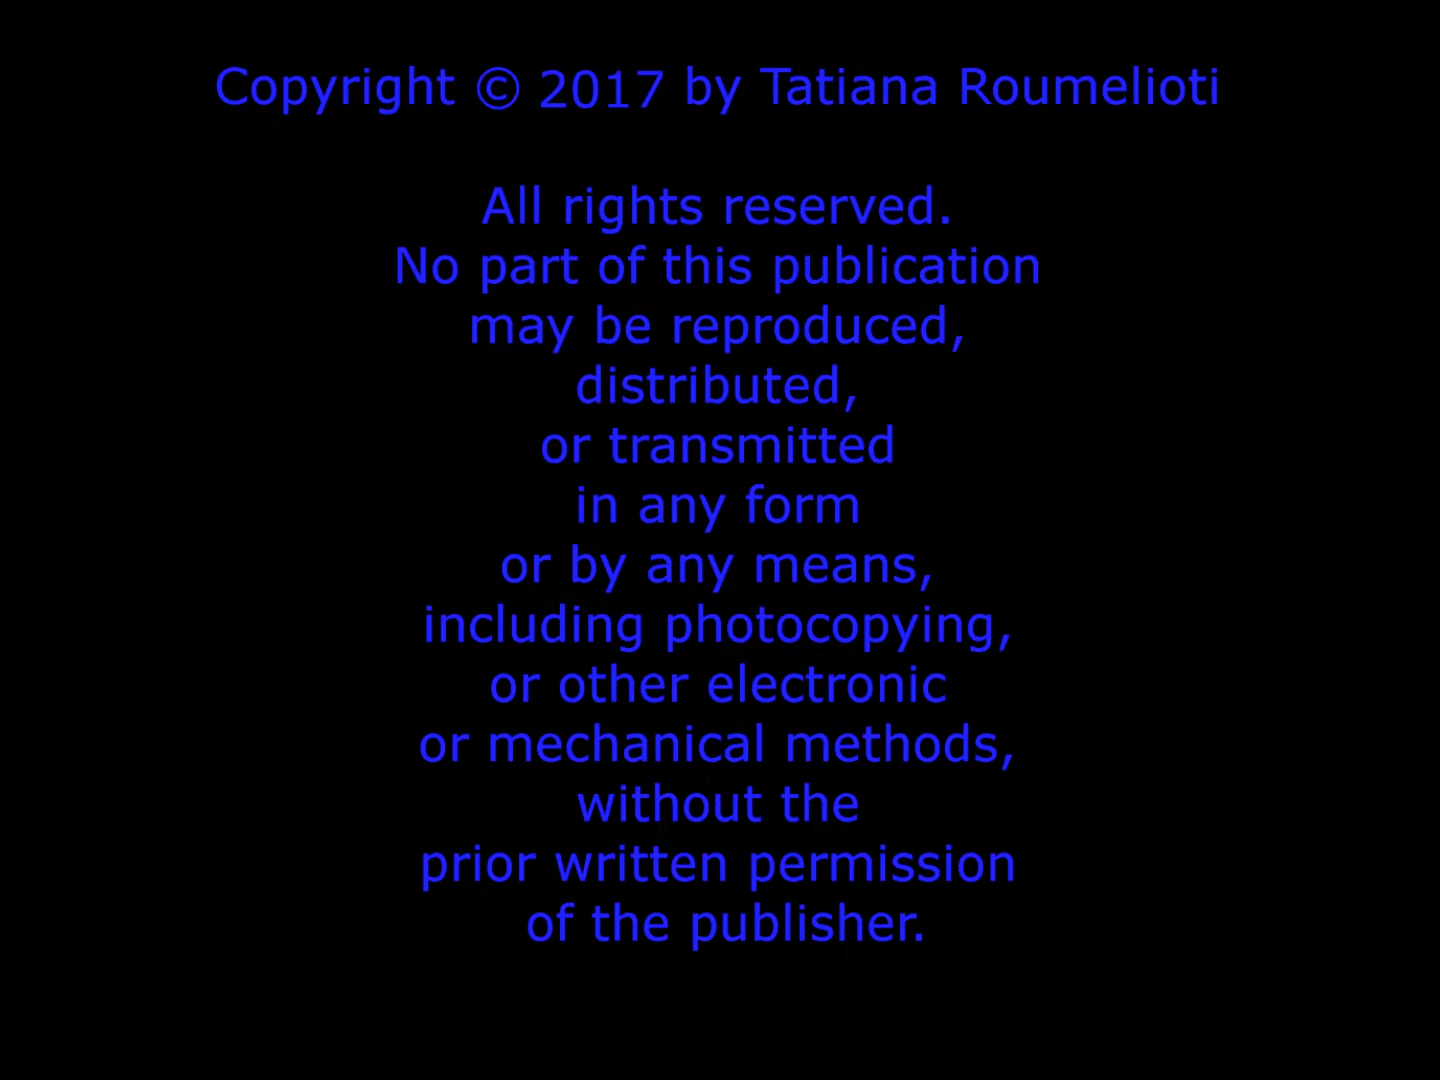 Copyright © 2017 by Tatiana Roumelioti
All rights reserved.
No part of this publication
may be reproduced,
distributed,
or transmitted
in any form
or by any means,
including photocopying,
or other electronic
or mechanical methods,
without the
prior written permission
of the publisher.